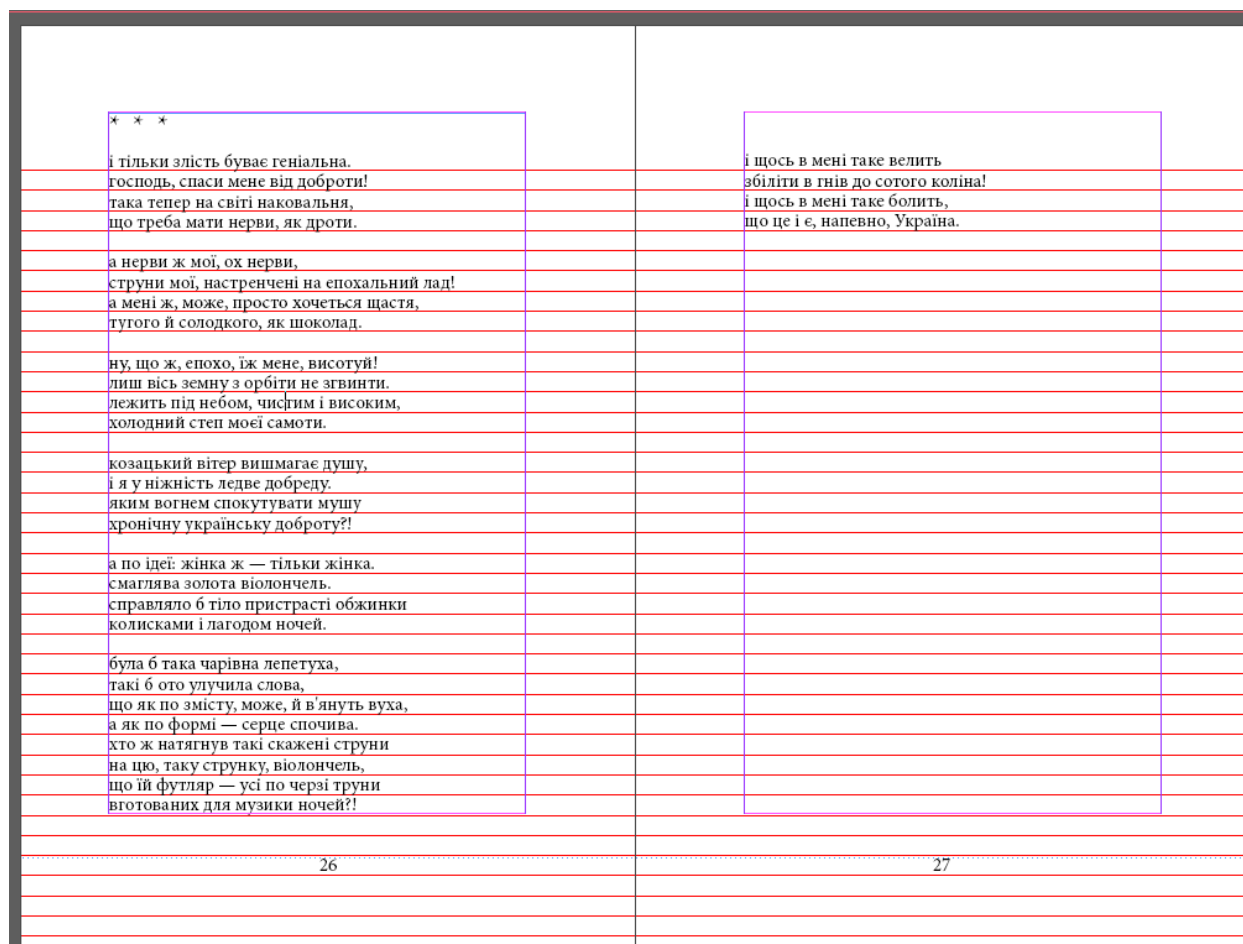 * * *
і тільки злість буває геніальна.
господь, спаси мене від доброти!
така тепер на світі наковальня,
що треба мати нерви, як дроти.
а нерви ж мої, ох нерви,
струни мої, настренчені на епохальний лад!
а мені ж, може, просто хочеться щастя,
тугого й солодкого, як шоколад.
ну, що ж, епохо, їж мене, висотуй!
лиш вісь земну з орбіти не згвинти.
лежить під небом, чистим і високим,
холодний степ моєї самоти.
козацький вітер вишмагає душу,
і я у ніжність ледве добреду.
яким вогнем спокутувати мушу
хронічну українську доброту?!
а по ідеї: жінка ж — тільки жінка.
смаглява золота віолончель.
справляло б тіло пристрасті обжинки
колисками і лагодом ночей.
була б така чарівна лепетуха,
такі б ото улучила слова,
що як по змісту, може, й в'януть вуха,
а як по формі — серце спочива.
хто ж натягнув такі скажені струни
на цю, таку струнку, віолончель,
що їй футляр — усі по черзі труни
вготованих для музики ночей?!
26
і щось в мені таке велить
збіліти в гнів до сотого коліна!
і щось в мені таке болить,
що це і є, напевно, Україна.
27